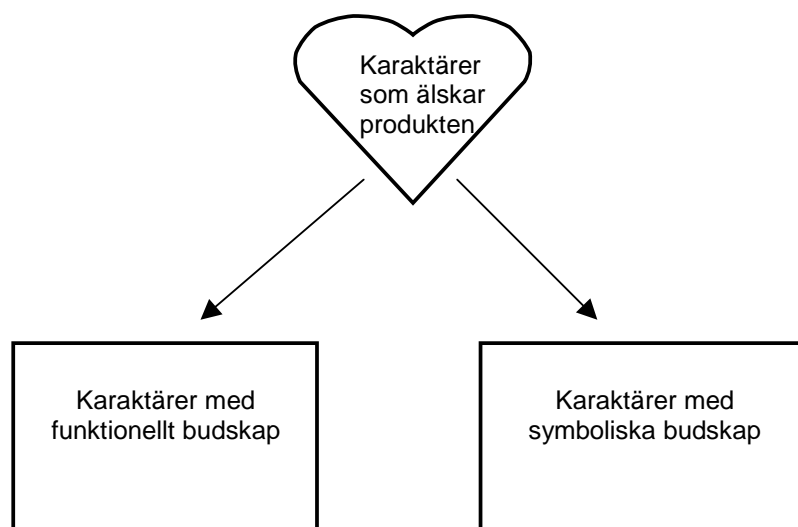 Karaktärer
som älskar
produkten
Karaktärer med
funktionellt budskap
Karaktärer med
symboliska budskap